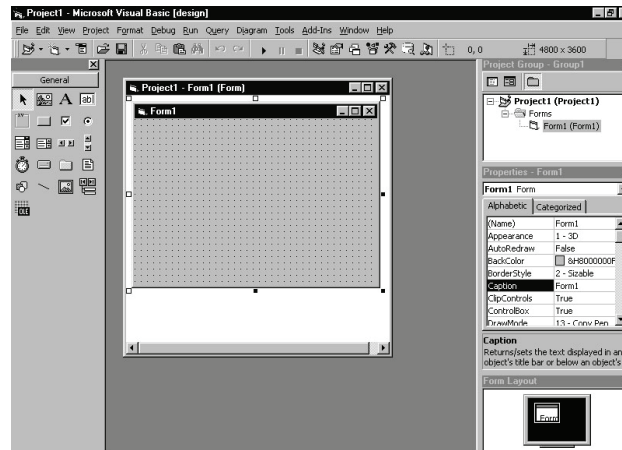 Project1 - Microsoft Visual Basic [design]
File Edit View Project Format Debug Run Query Diagram Tools Add-Ins Window Help
0, 0 4800 x 3600
General
A ab
Project1 - Form1 (Form)
Form1
OLE
Project Group - Group1
Project1 (Project1)
Forms
Form1 (Form1)
Properties - Form1
Form1 Form
Alphabetic Categorized
(Name) Form1
Appearance 1 - 3D
AutoRedraw False
BackColor &H8000000F
BorderStyle 2 - Sizable
Caption Form1
ClipControls True
ControlBox True
DrawMode 13 - Copy Pen
Caption
Returns/sets the text displayed in an
object's title bar or below an object's
Form Layout
Form